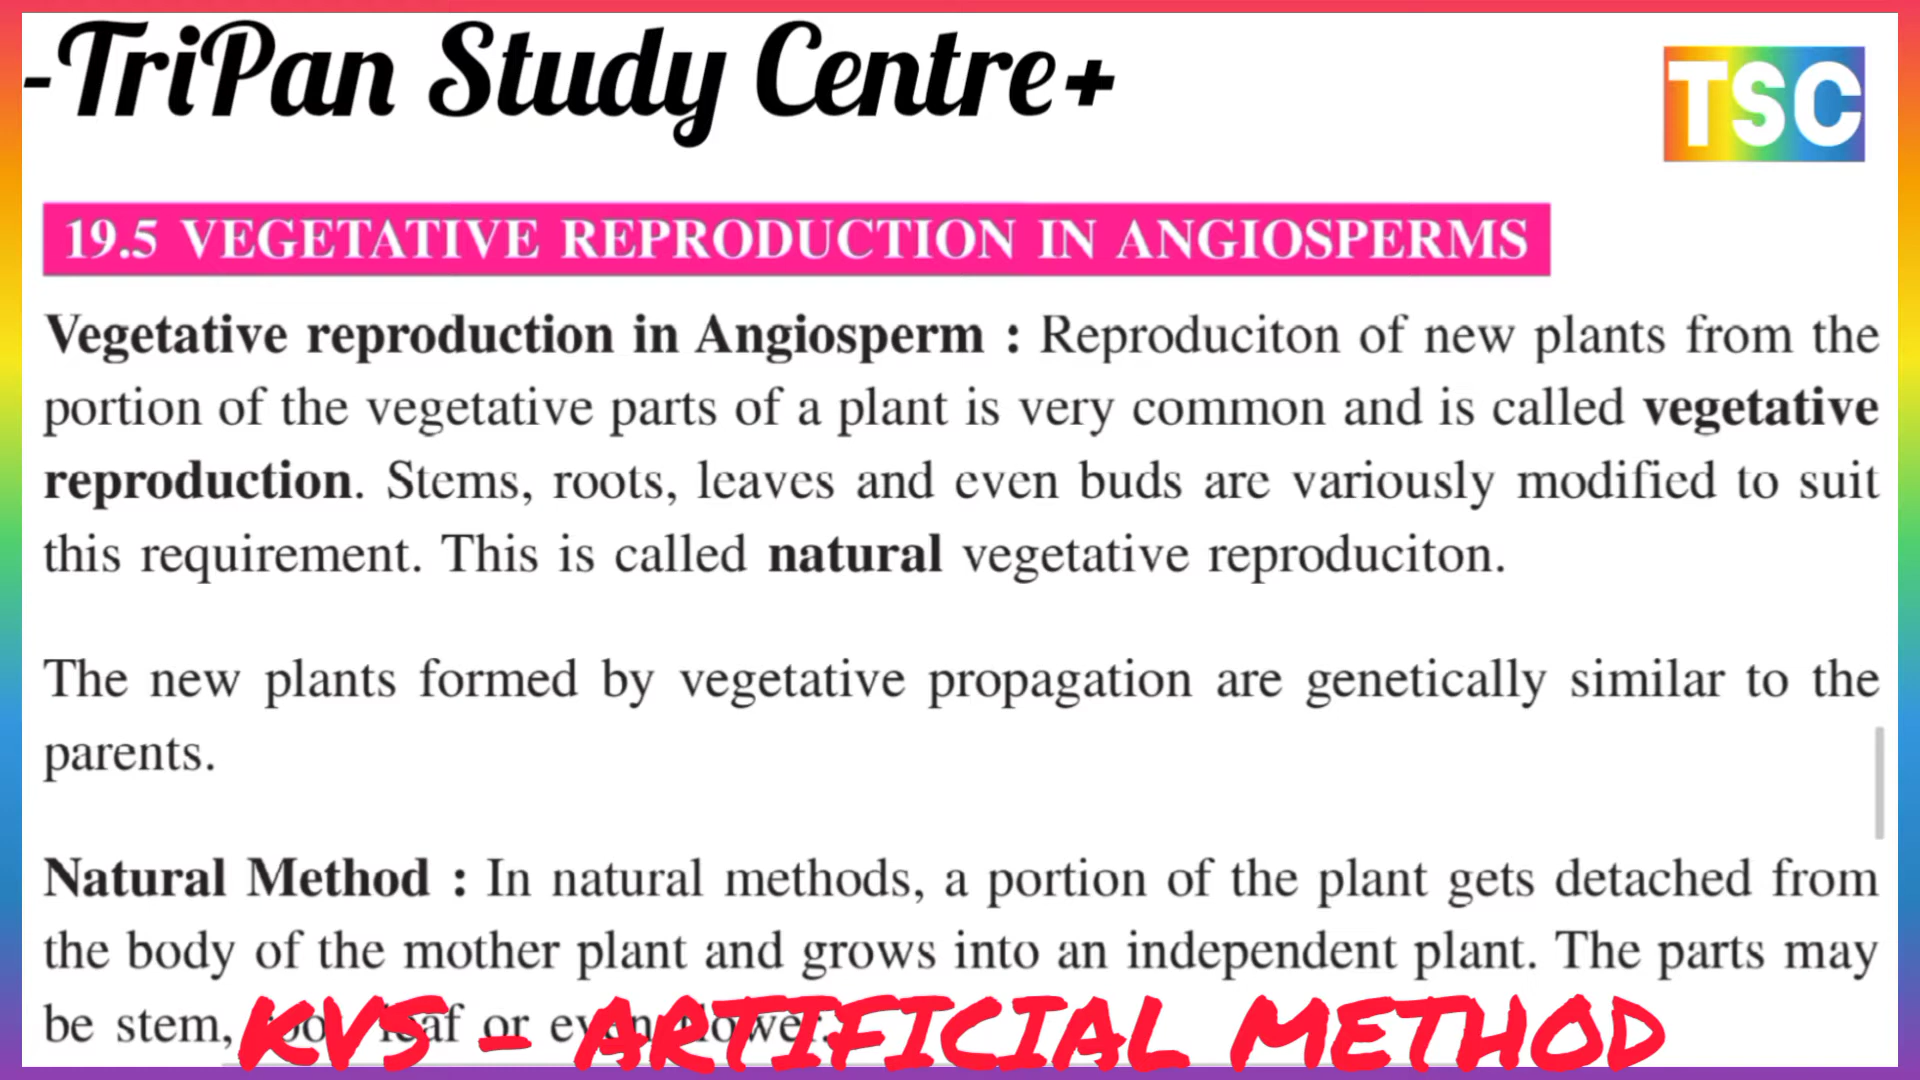 -TriPan Study Centre+
TSC
19.5 VEGETATIVE REPRODUCTION IN ANGIOSPERMS
Vegetative reproduction in Angiosperm : Reproduciton of new plants from the
portion of the vegetative parts of a plant is very common and is called vegetative
reproduction. Stems, roots, leaves and even buds are variously modified to suit
this requirement. This is called natural vegetative reproduciton.
The new plants formed by vegetative propagation are genetically similar to the
parents.
Natural Method : In natural methods, a portion of the plant gets detached from
the body of the mother plant and grows into an independent plant. The parts may
be stem, or
KVS - ARTIFICIAL METHOD